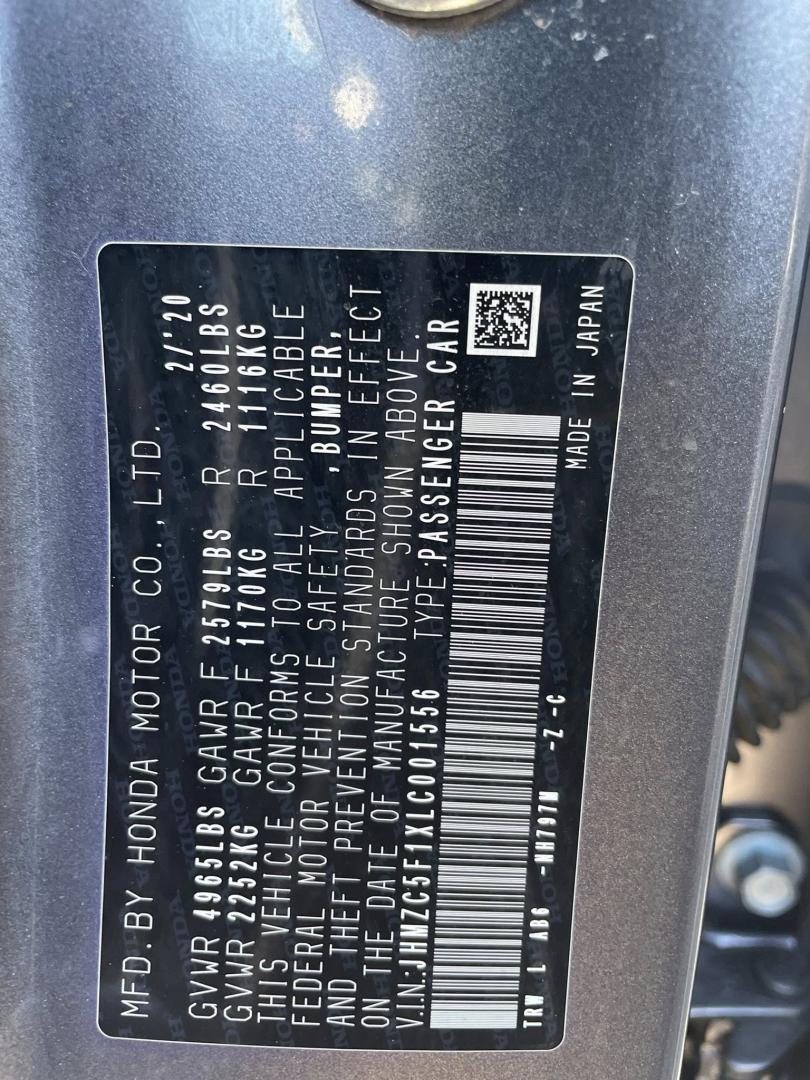 MFD.BY HONDA MOTOR CO.,LTD. 2/'20
GVWR 4965LBS GAWR F 2579LBS R 2460LBS
GVWR 2252KG GAWR F 1170KG R 1116KG
THIS VEHICLE CONFORMS TO ALL APPLICABLE
FEDERAL MOTOR VEHICLE SAFETY ,BUMPER,
AND THEFT PREVENTION STANDARDS IN EFFECT
ON THE DATE OF MANUFACTURE SHOWN ABOVE.
V.IN:JHMZC5F1XLC001556 TYPE:PASSENGER CAR
TRW L AB6 -NH797M -Z -C MADE IN JAPAN